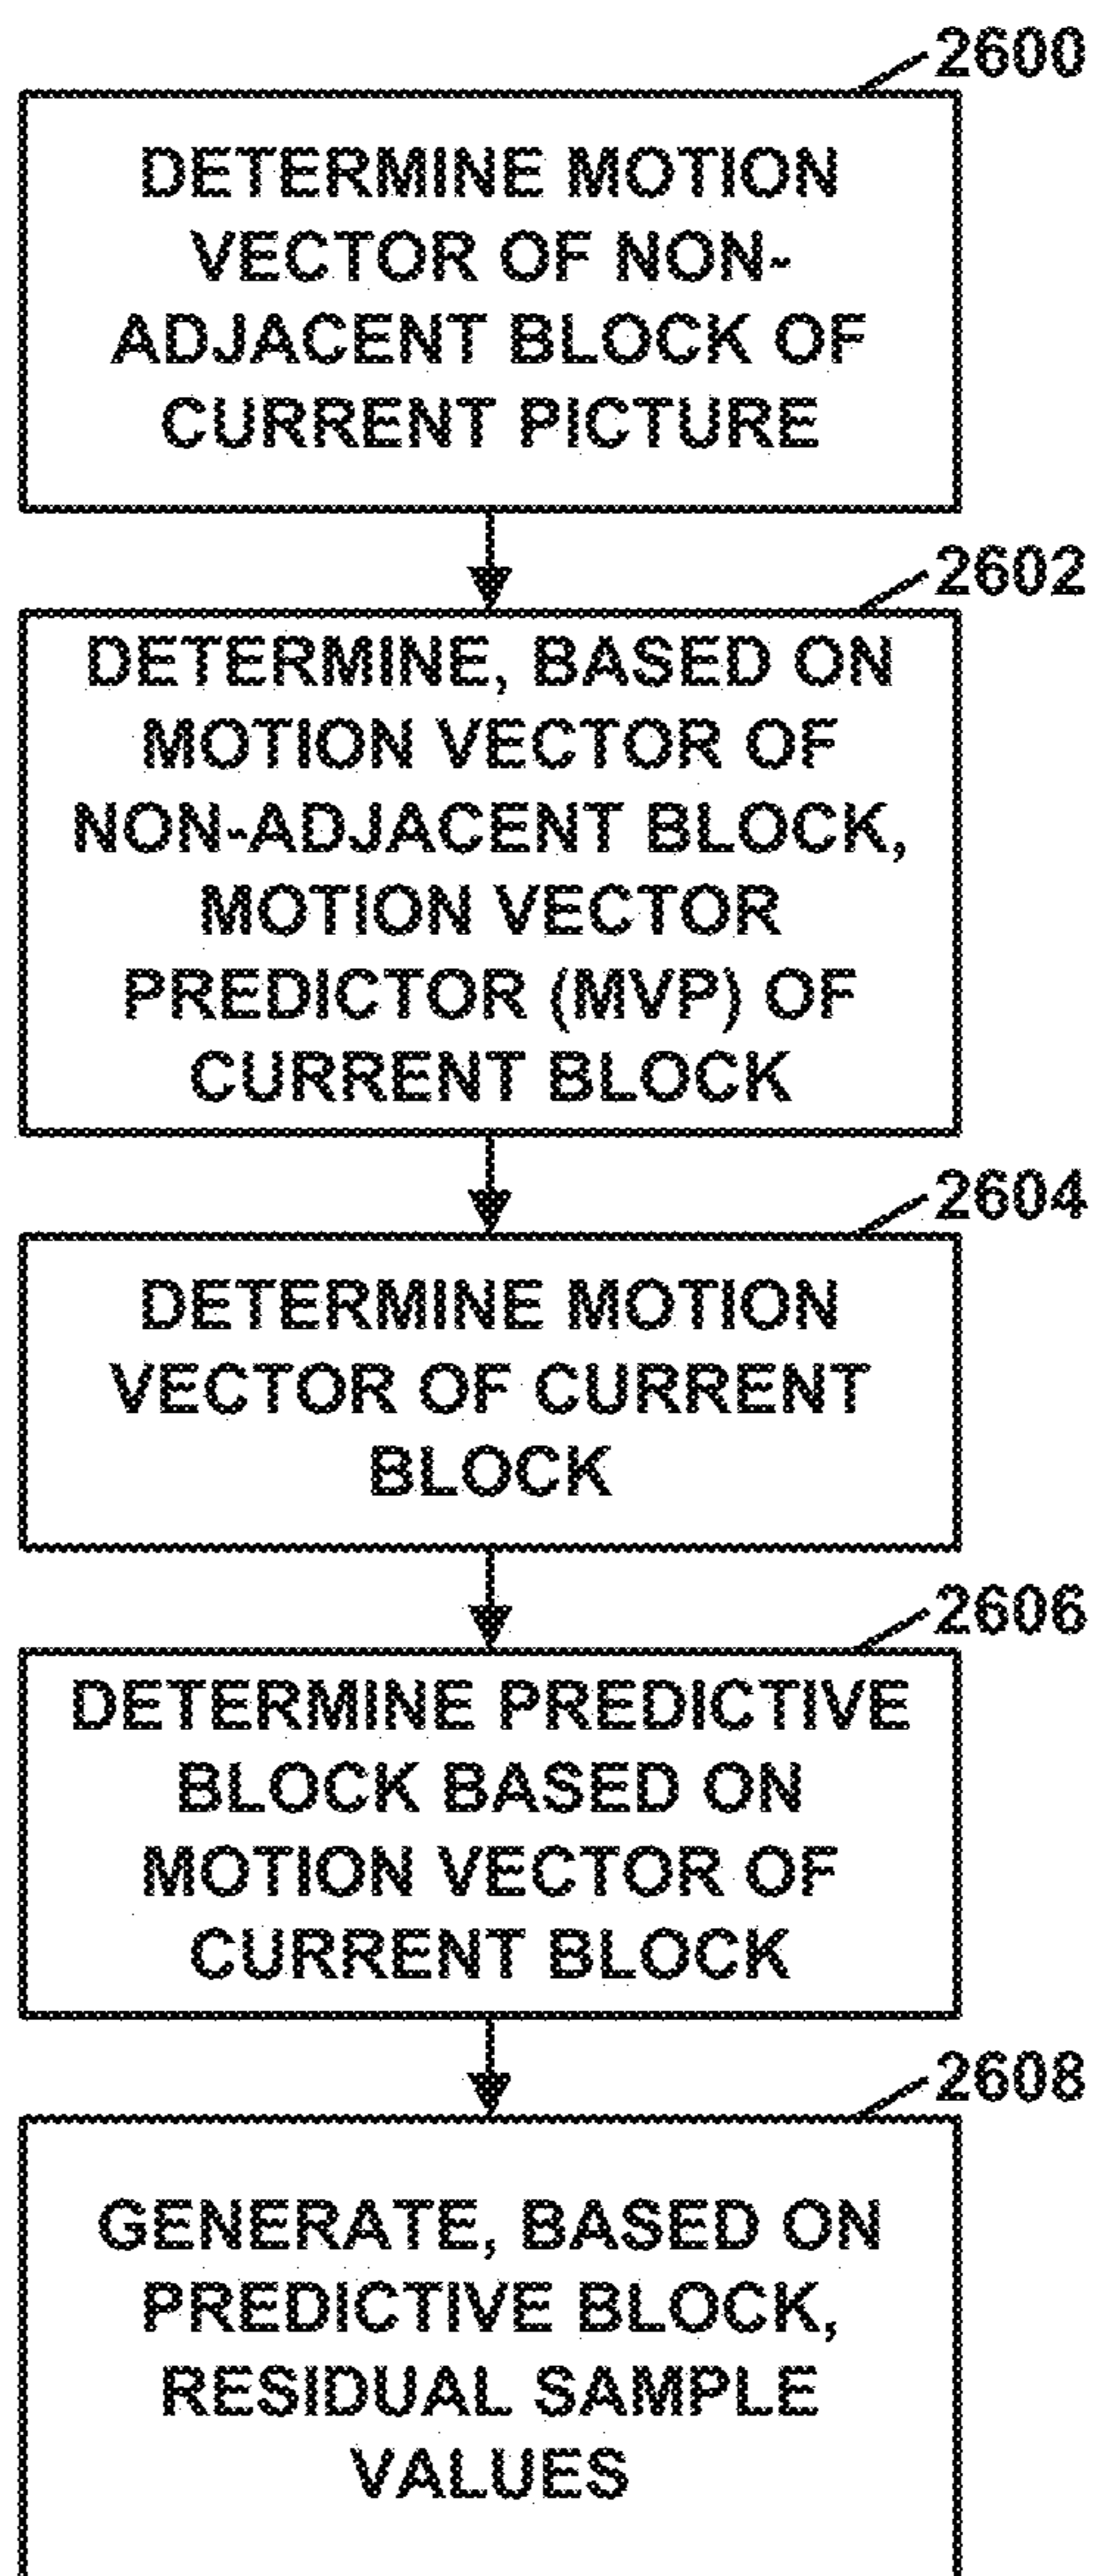 2600
DETERMINE MOTION
VECTOR OF NON-
ADJACENT BLOCK OF
CURRENT PICTURE
2602
DETERMINE, BASED ON
MOTION VECTOR OF
NON-ADJACENT BLOCK,
MOTION VECTOR
PREDICTOR (MVP) OF
CURRENT BLOCK
2604
DETERMINE MOTION
VECTOR OF CURRENT
BLOCK
2606
DETERMINE PREDICTIVE
BLOCK BASED ON
MOTION VECTOR OF
CURRENT BLOCK
2608
GENERATE, BASED ON
PREDICTIVE BLOCK,
RESIDUAL SAMPLE
VALUES